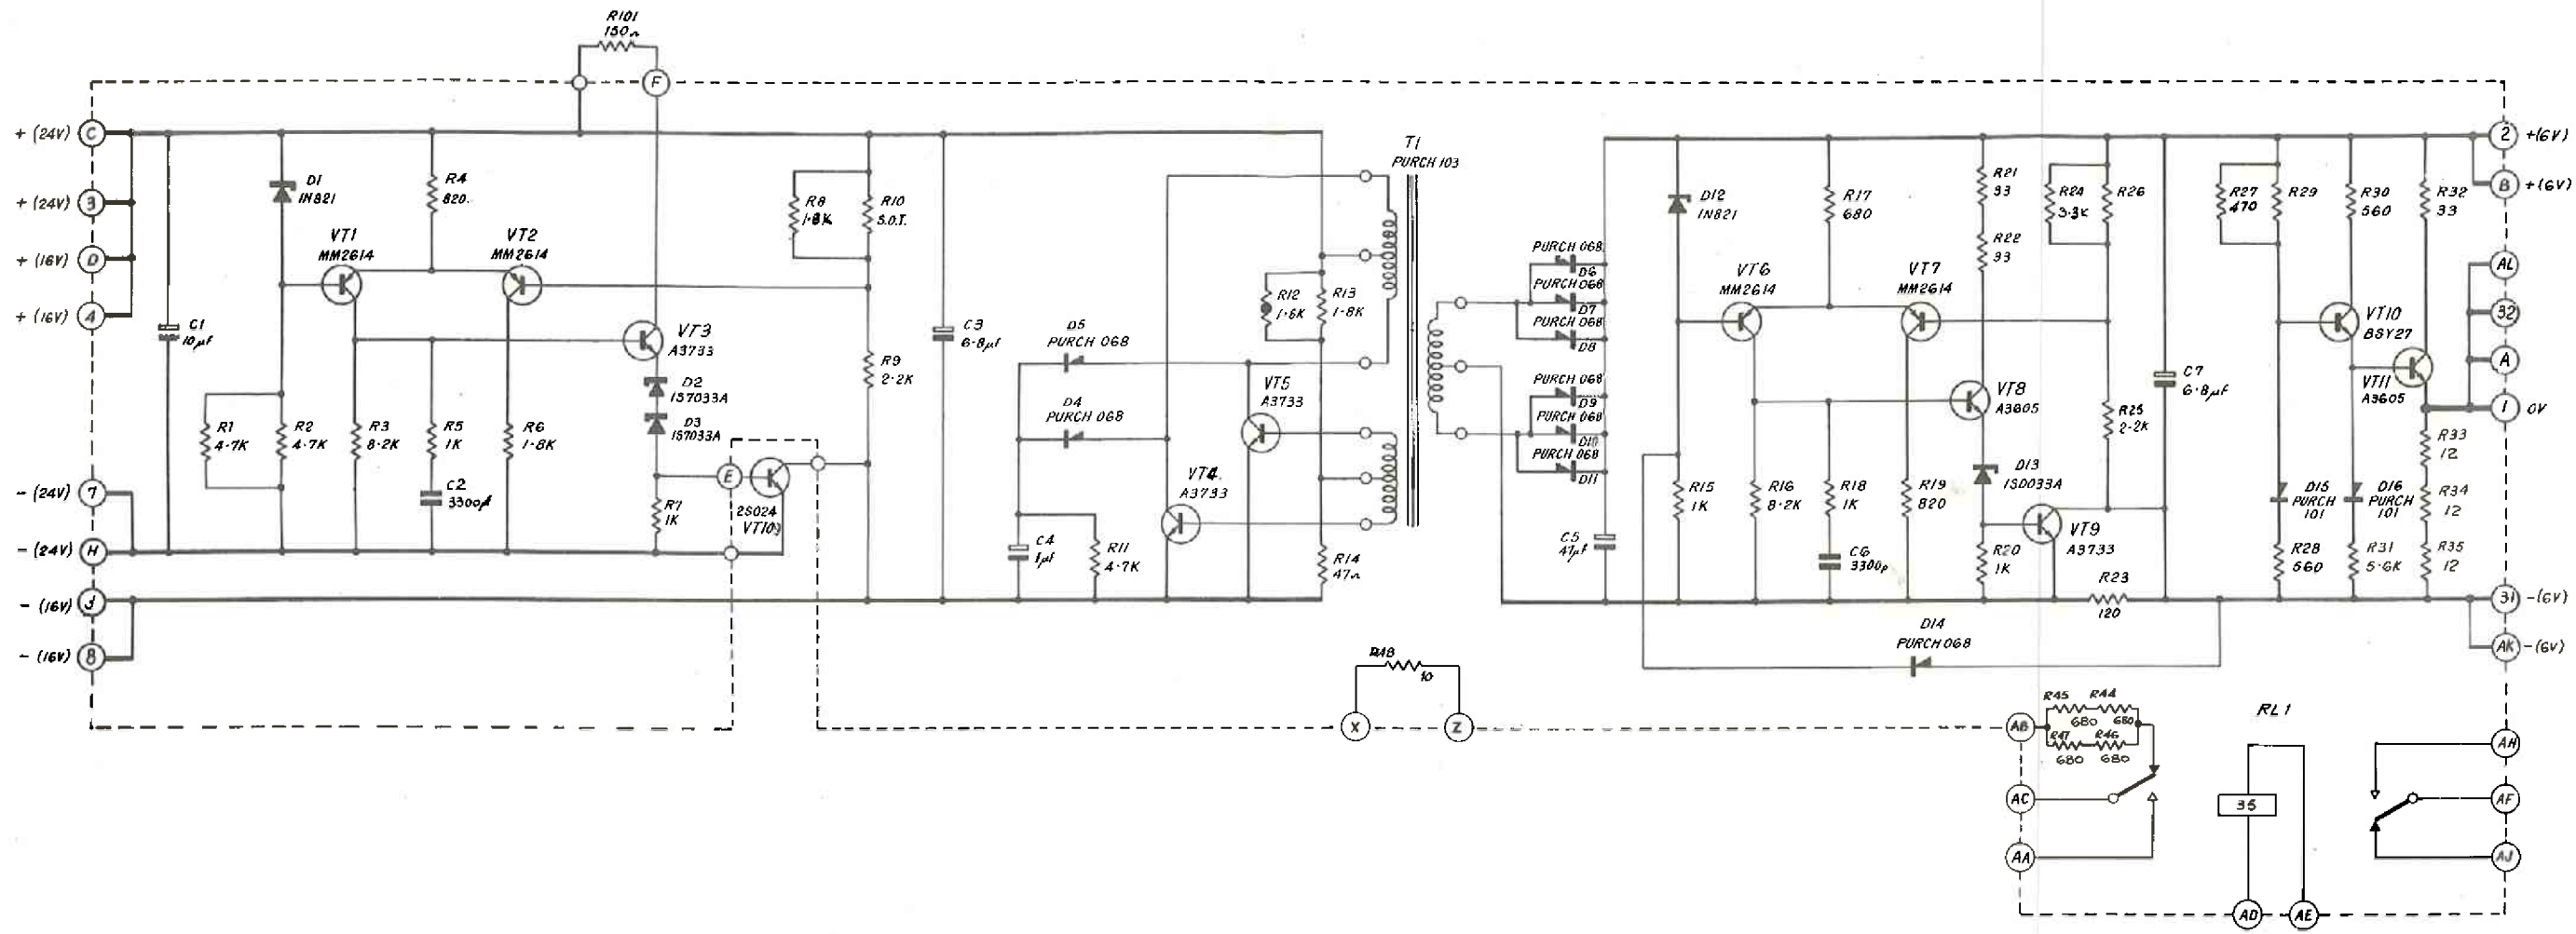 R101
150Ω
F
+ (24V) C
+ (24V) 3
+ (16V) D
+ (16V) 4
- (24V) 7
- (24V) H
- (16V) J
- (16V) 8
C1
10µF
D1
1N821
R4
820
VT1
MM2614
VT2
MM2614
R1
4.7K
R2
4.7K
R3
8.2K
R5
1K
R6
1.8K
C2
3300p
VT3
A3733
D2
1S7033A
D3
1S7033A
R7
1K
E
2S024
VT109
R8
1.8K
R10
S.O.T.
R9
2.2K
C3
6.8µF
D5
PURCH 068
D4
PURCH 068
C4
1µF
R11
4.7K
VT4
A3733
VT5
A3733
R12
1.6K
R13
1.8K
R14
47Ω
T1
PURCH 103
PURCH 068
D6
PURCH 068
D7
PURCH 068
D8
PURCH 068
D9
PURCH 068
D10
PURCH 068
D11
C5
47µF
D12
1N821
R17
680
VT6
MM2614
VT7
MM2614
R15
1K
R16
8.2K
R18
1K
R19
820
C6
3300p
R21
33
R22
33
VT8
A3605
D13
1SD033A
VT9
A3733
R20
1K
R23
120
R24
3.3K
R26
R25
2.2K
C7
6.8µF
D14
PURCH 068
R27
470
R29
R30
560
R32
33
VT10
BSY27
VT11
A3605
D15
PURCH
101
D16
PURCH
101
R28
560
R31
5.6K
R33
12
R34
12
R35
12
2 +(6V)
B +(6V)
AL
32
A
1 0V
31 -(6V)
AK -(6V)
R48
10
X
Z
AB
R45 R44
680 680
R47 R46
680 680
AC
AA
RL1
35
AD
AE
AH
AF
AJ